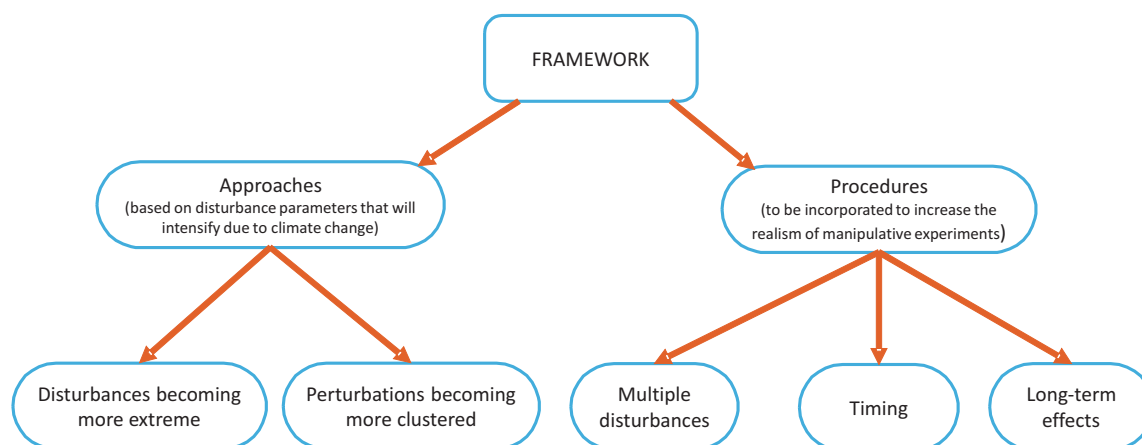 FRAMEWORK
Approaches
(based on disturbance parameters that will
intensify due to climate change)
Procedures
(to be incorporated to increase the
realism of manipulative experiments)
Disturbances becoming
more extreme
Perturbations becoming
more clustered
Multiple
disturbances
Timing
Long-term
effects